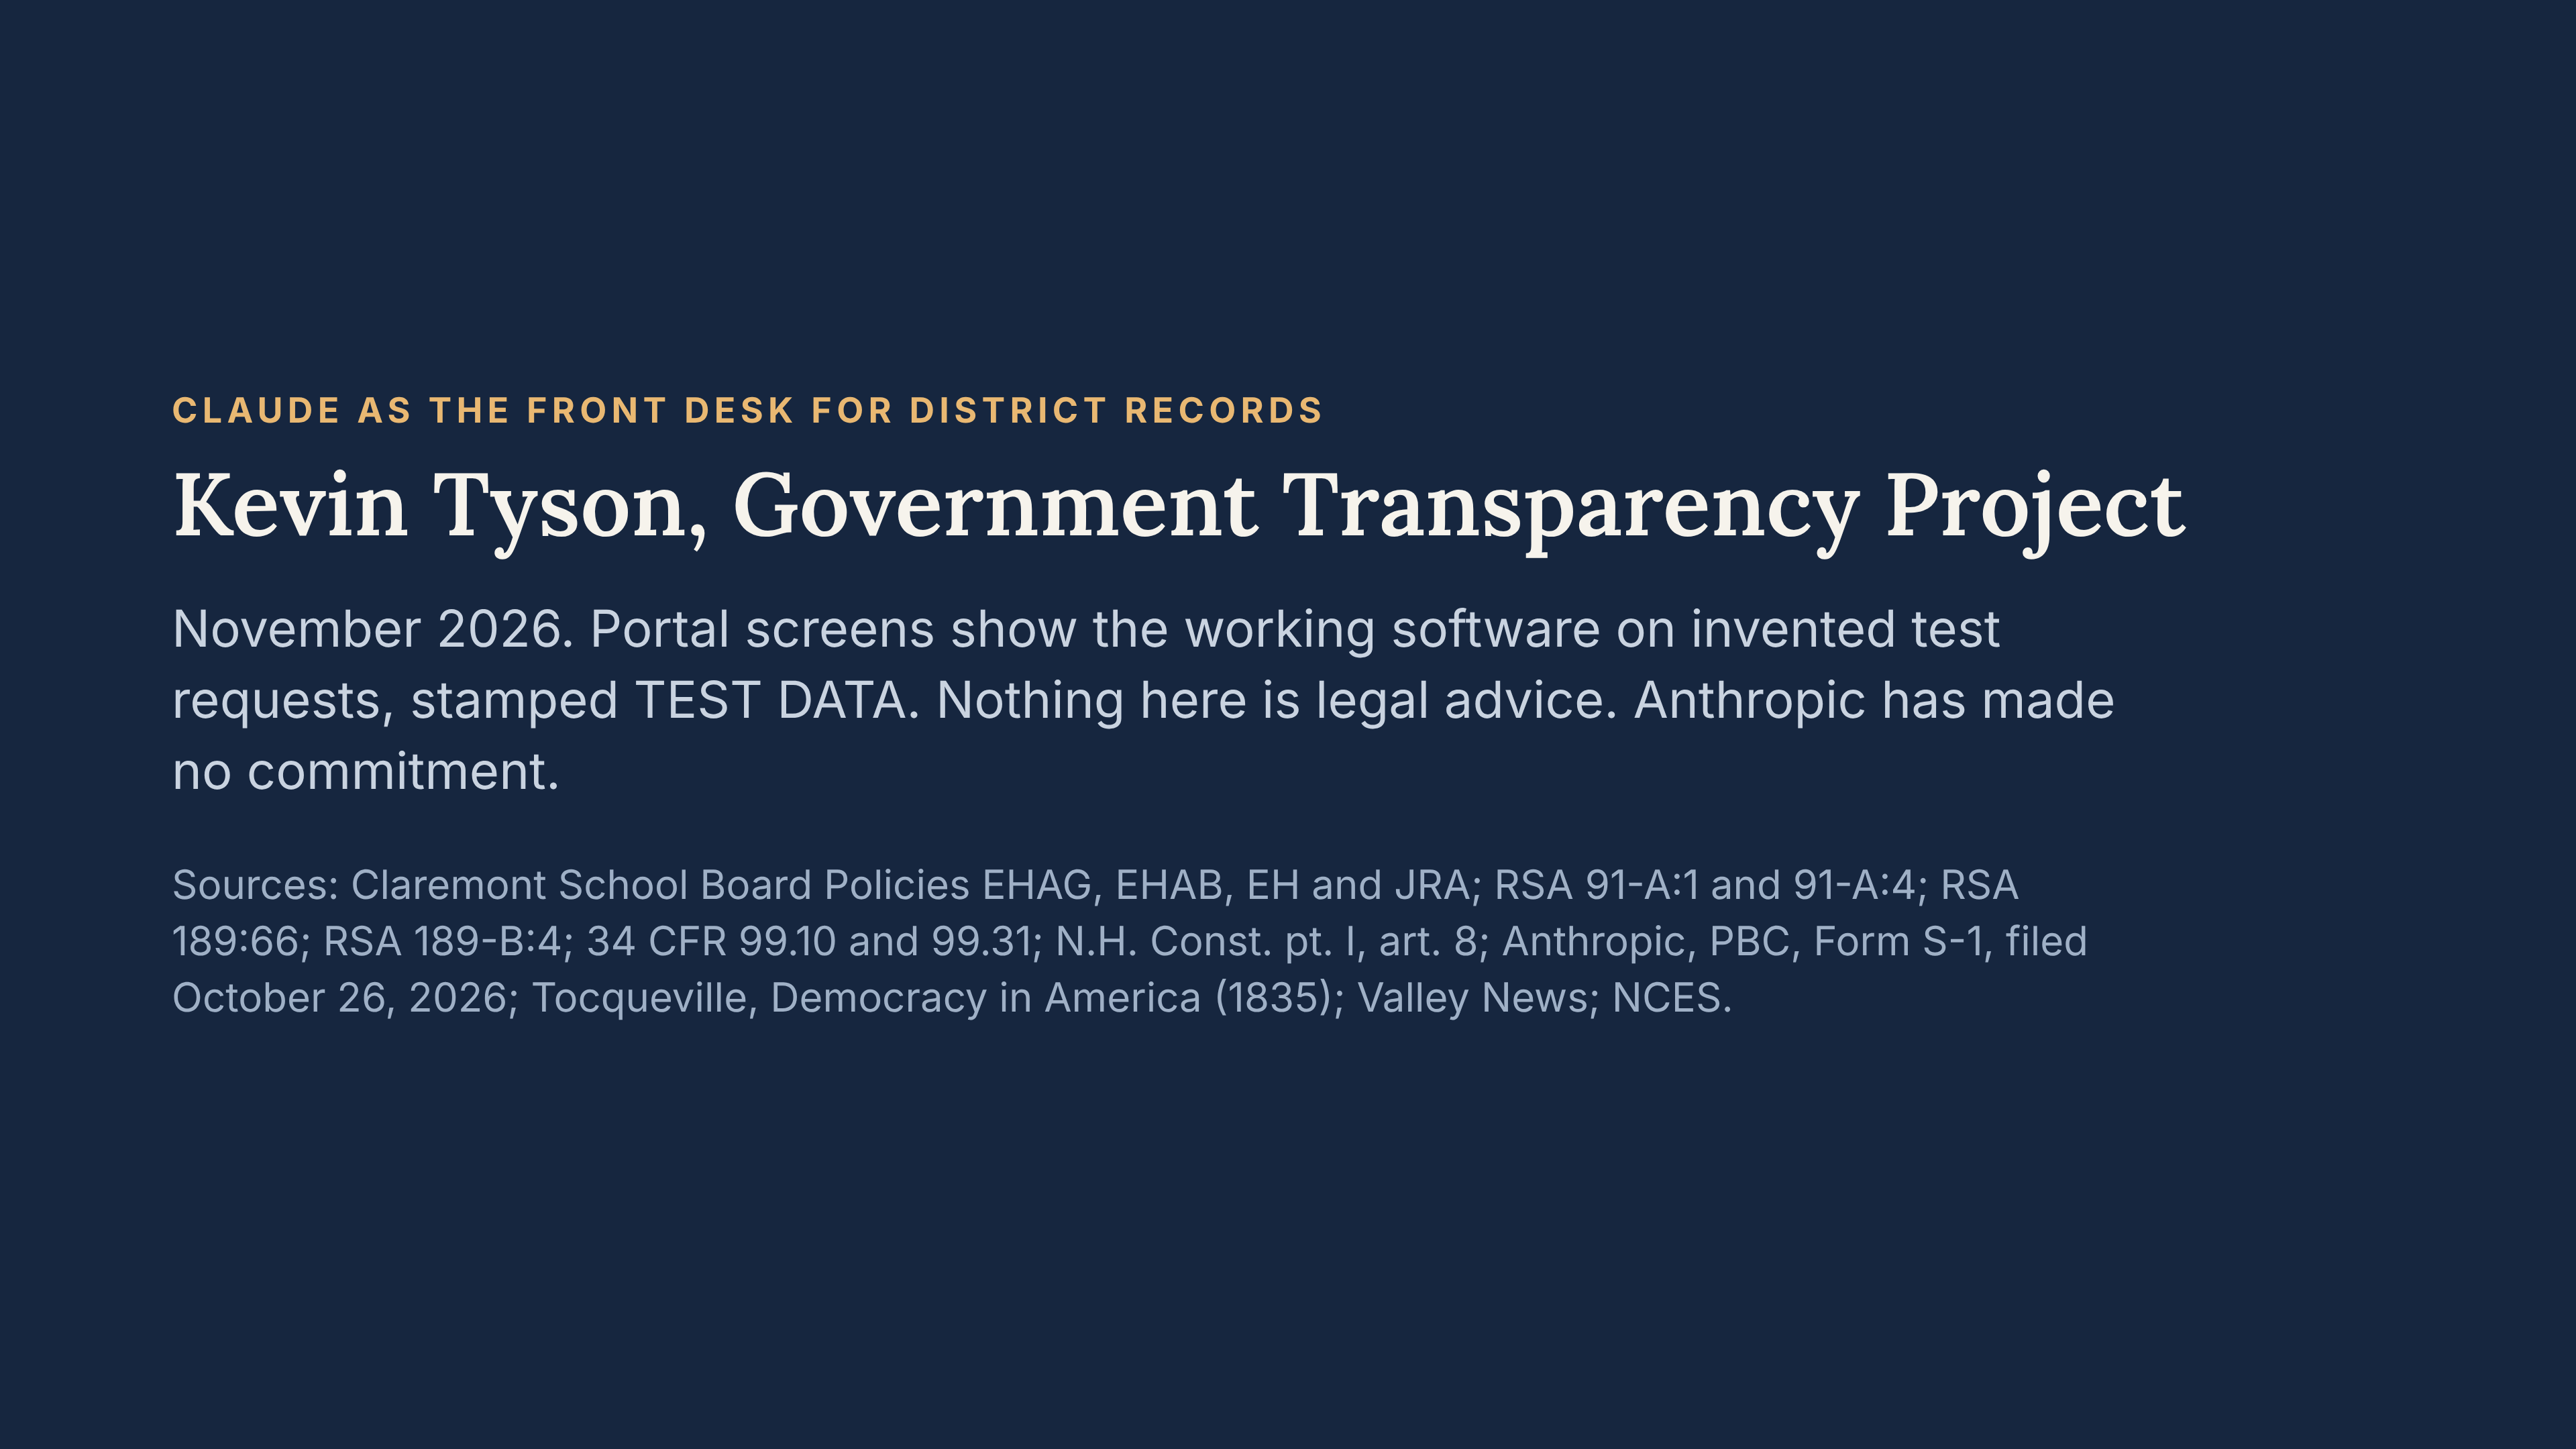 CLAUDE AS THE FRONT DESK FOR DISTRICT RECORDS
Kevin Tyson, Government Transparency Project
November 2026. Portal screens show the working software on invented test
requests, stamped TEST DATA. Nothing here is legal advice. Anthropic has made
no commitment.
Sources: Claremont School Board Policies EHAG, EHAB, EH and JRA; RSA 91-A:1 and 91-A:4; RSA
189:66; RSA 189-B:4; 34 CFR 99.10 and 99.31; N.H. Const. pt. I, art. 8; Anthropic, PBC, Form S-1, filed
October 26, 2026; Tocqueville, Democracy in America (1835); Valley News; NCES.